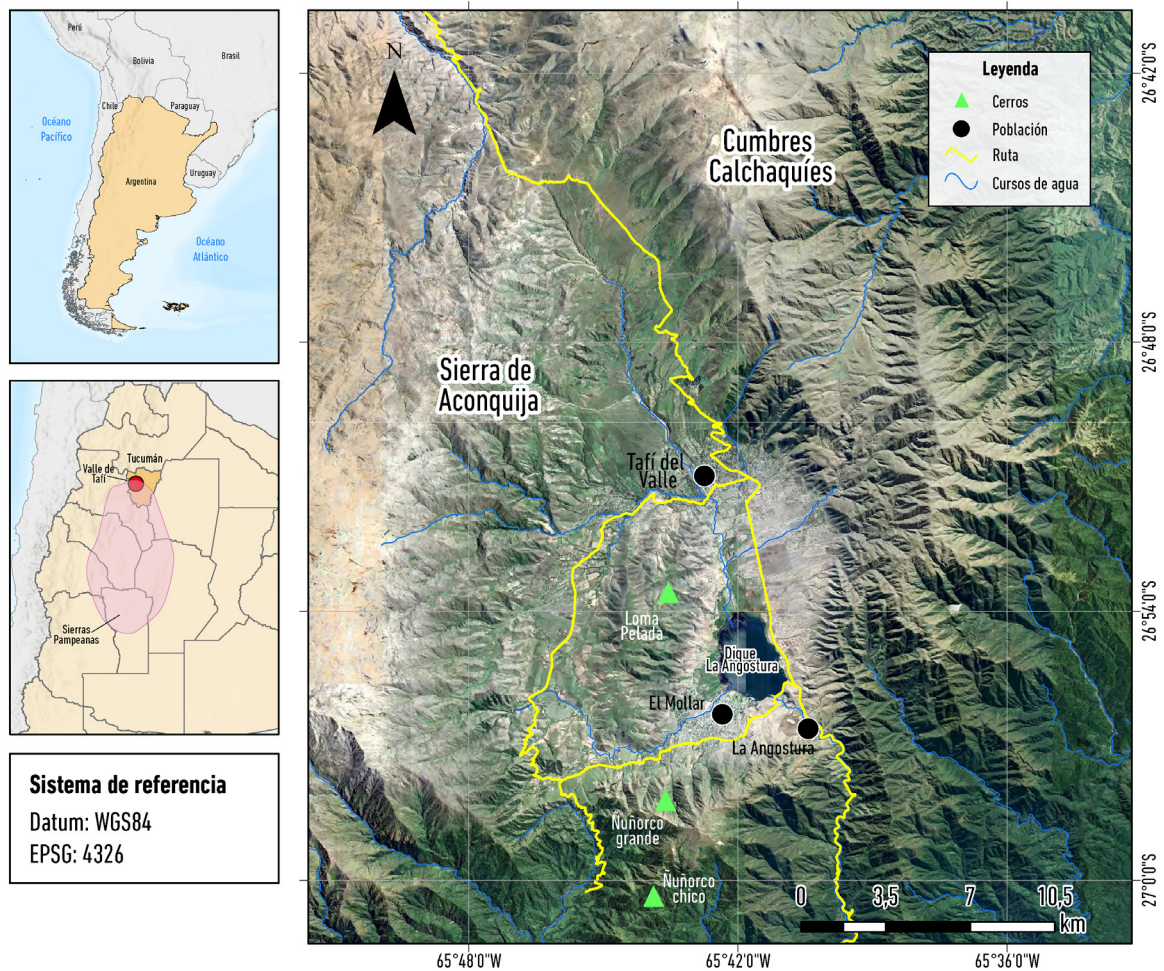 Perú
Brasil
Bolivia
Chile
Paraguay
Océano
Pacífico
Argentina
Uruguay
Océano
Atlántico
Tucumán
Valle de
Tafí
Sierras
Pampeanas
Sistema de referencia
Datum: WGS84
EPSG: 4326
N
Cumbres
Calchaquíes
Leyenda
Cerros
Población
Ruta
Cursos de agua
Sierra de
Aconquija
Tafí del
Valle
Loma
Pelada
Dique
La Angostura
El Mollar
La Angostura
Ñuñorco
grande
Ñuñorco
chico
0 3,5 7 10,5
km
26°42'0"S
26°48'0"S
26°54'0"S
27°0'0"S
65°48'0"W 65°42'0"W 65°36'0"W